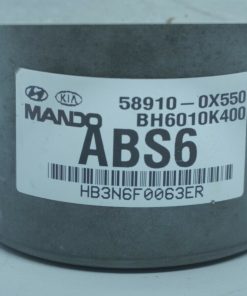 KIA 58910-0X550
MANDO BH6010K400
ABS6
HB3N6F0063ER